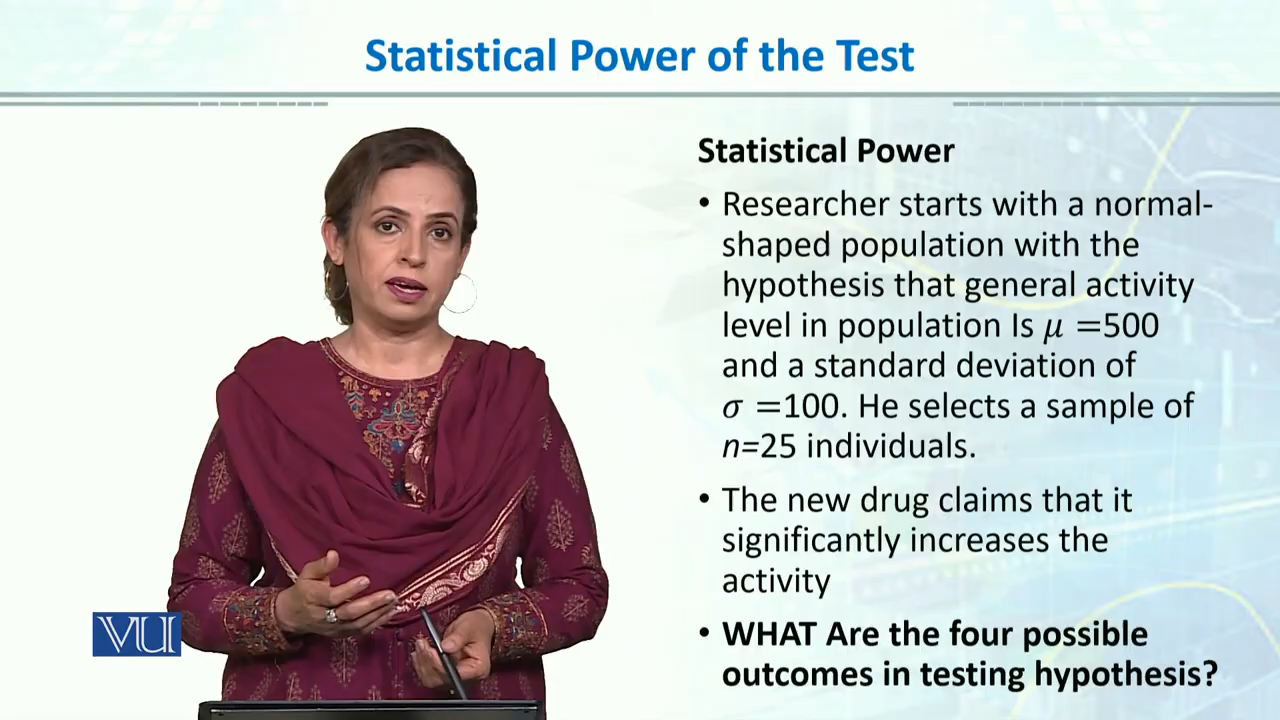 Statistical Power of the Test
Statistical Power
• Researcher starts with a normal-
shaped population with the
hypothesis that general activity
level in population Is μ =500
and a standard deviation of
σ =100. He selects a sample of
n=25 individuals.
• The new drug claims that it
significantly increases the
activity
• WHAT Are the four possible
outcomes in testing hypothesis?
VU